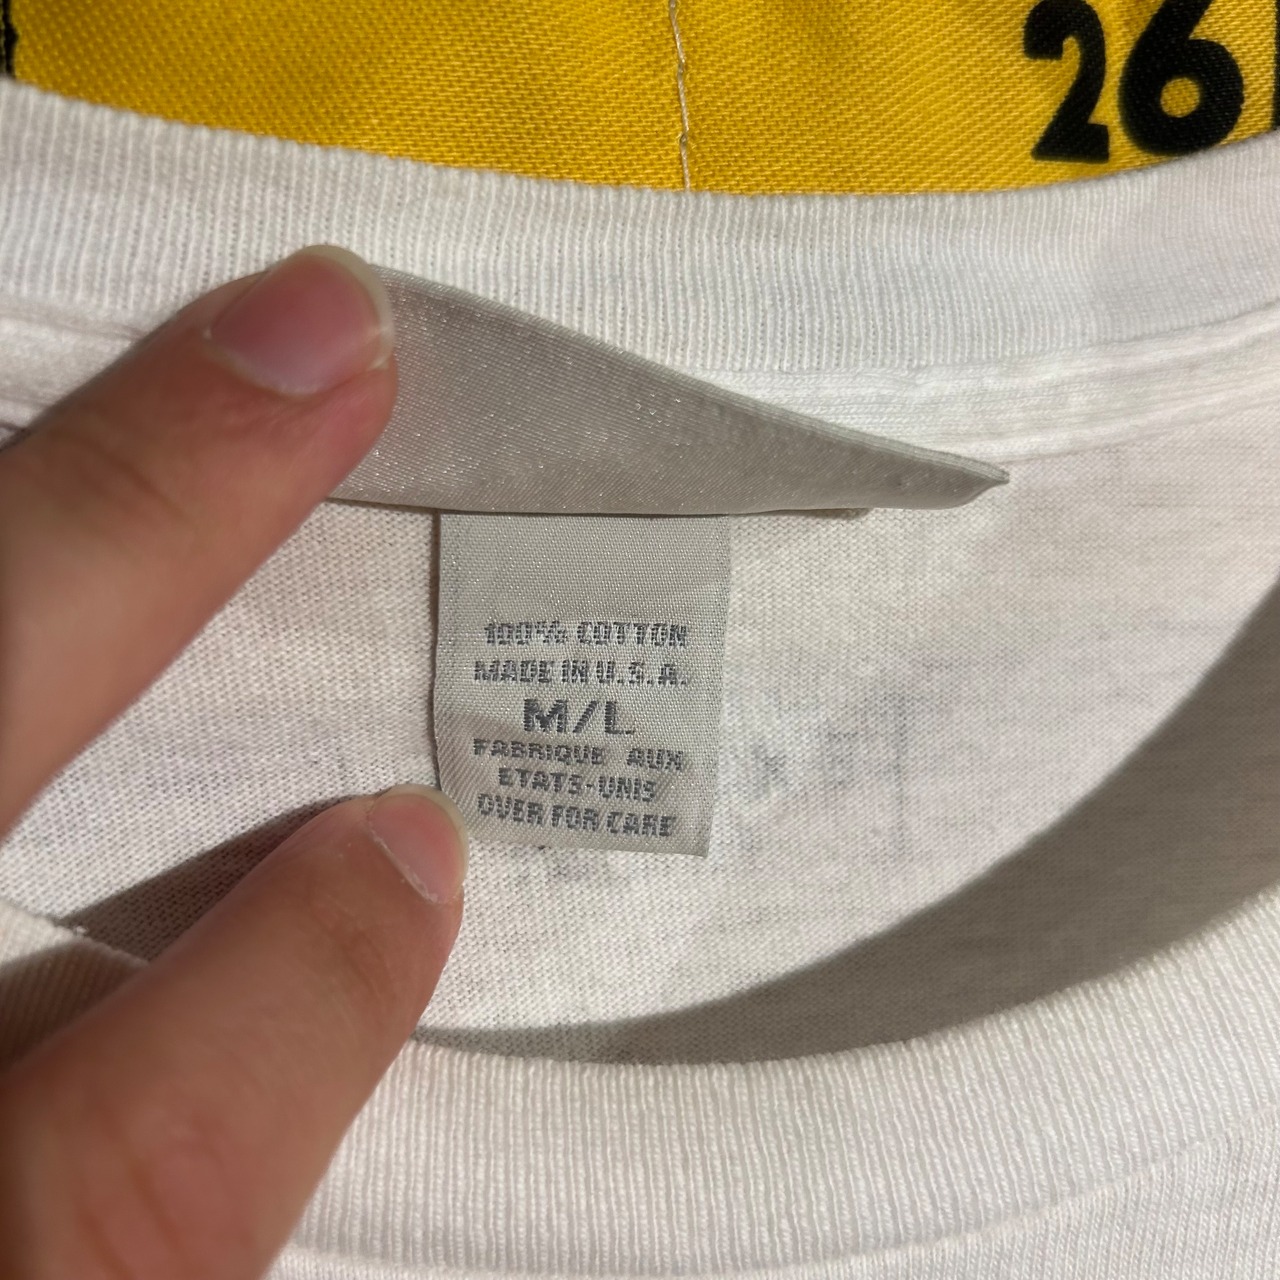 26
100% COTTON
MADE IN U.S.A.
M/L
FABRIQUE AUX
ETATS-UNIS
OVER FOR CARE